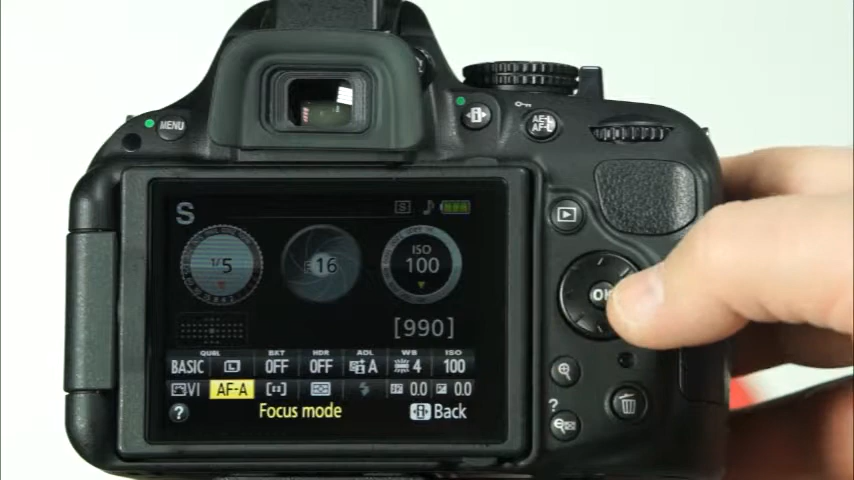 MENU
i
AE-L
AF-L
S
S
1/5
F16
ISO
100
[990]
QUAL BKT HDR ADL WB ISO
BASIC L OFF OFF A 4 100
VI AF-A [ ] 0.0 0.0
? Focus mode i Back
OK
?